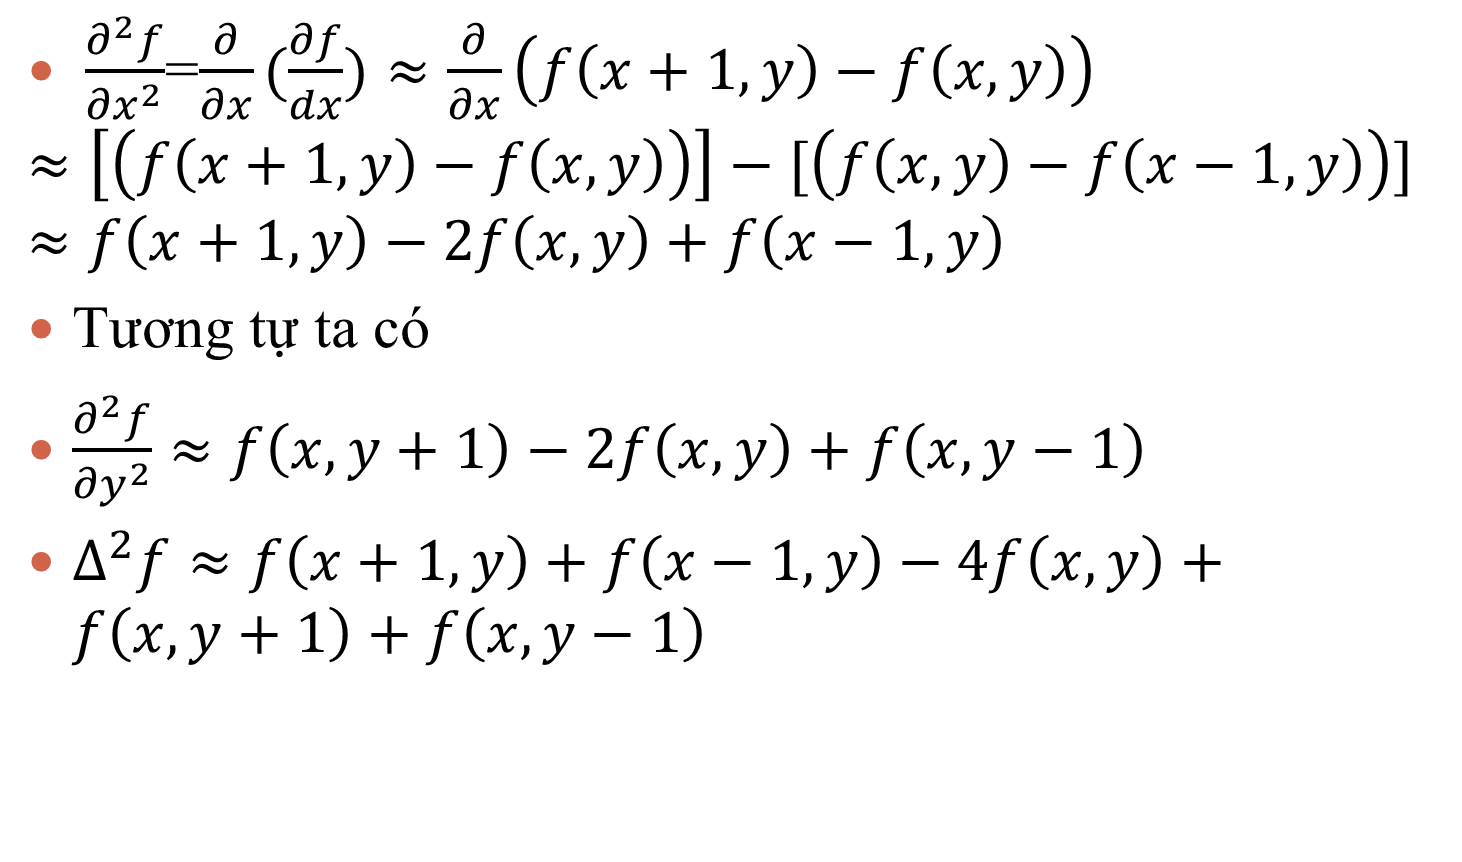 • ∂²f/∂x² = ∂/∂x (∂f/dx) ≈ ∂/∂x (f(x + 1, y) − f(x, y))
≈ [(f(x + 1, y) − f(x, y))] − [(f(x, y) − f(x − 1, y))]
≈ f(x + 1, y) − 2f(x, y) + f(x − 1, y)
• Tương tự ta có
• ∂²f/∂y² ≈ f(x, y + 1) − 2f(x, y) + f(x, y − 1)
• Δ²f ≈ f(x + 1, y) + f(x − 1, y) − 4f(x, y) +
f(x, y + 1) + f(x, y − 1)